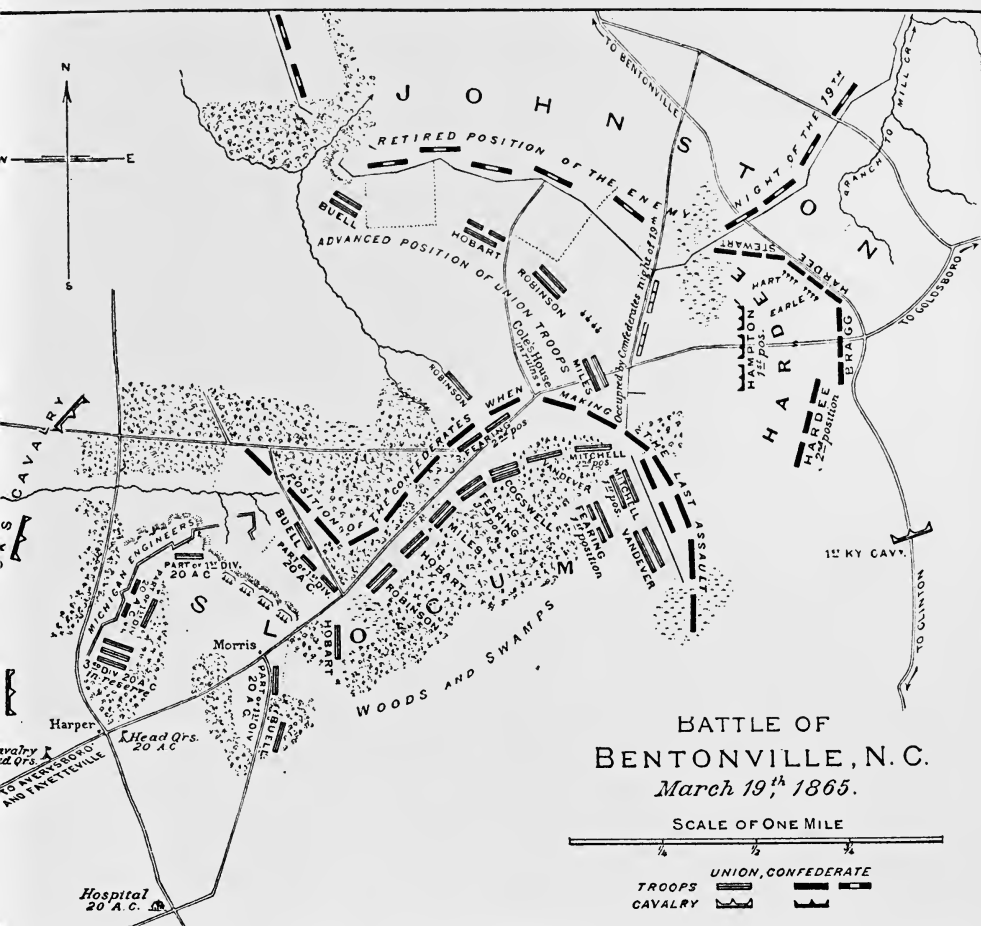 N
W E
S
JOHNSTON
TO BENTONVILLE
NIGHT OF THE 19TH
BRANCH TO MILL CR
RETIRED POSITION OF THE ENEMY
BUELL
HOBART
ROBINSON
ADVANCED POSITION OF UNION TROOPS
STEWART
HARDEE
HART
EARLE
HAMPTON
1st pos.
HARDEE
BRAGG
HARDEE
2nd position
TO GOLDSBORO
Occupied by Confederates night of 19th
Cole's House
in ruins
MILES
ROBINSON
POSITION OF THE CONFEDERATES WHEN MAKING THE LAST ASSAULT
FEARING
2nd pos
MITCHELL
2nd pos.
VANDEVER
COGSWELL
FEARING
MILES
HOBART
ROBINSON
MITCHELL
1st pos.
VANDEVER
FEARING
1st position
CAVALRY
MICHIGAN ENGINEERS
PART OF 1st DIV.
20 A C
BUELL
PART OF 1st DIV
20 A.C.
SLOCUM
3rd DIV 20 A C
in reserve
Morris
HOBART
PART OF 1st DIV
20 A C
BUELL
WOODS AND SWAMPS
Harper
Head Qrs.
20 A C
TO AVERYSBORO
AND FAYETTEVILLE
Hospital
20 A.C.
1st KY CAVY.
TO CLINTON
BATTLE OF
BENTONVILLE, N.C.
March 19th, 1865.
SCALE OF ONE MILE
1/4 1/2 3/4
UNION, CONFEDERATE
TROOPS
CAVALRY